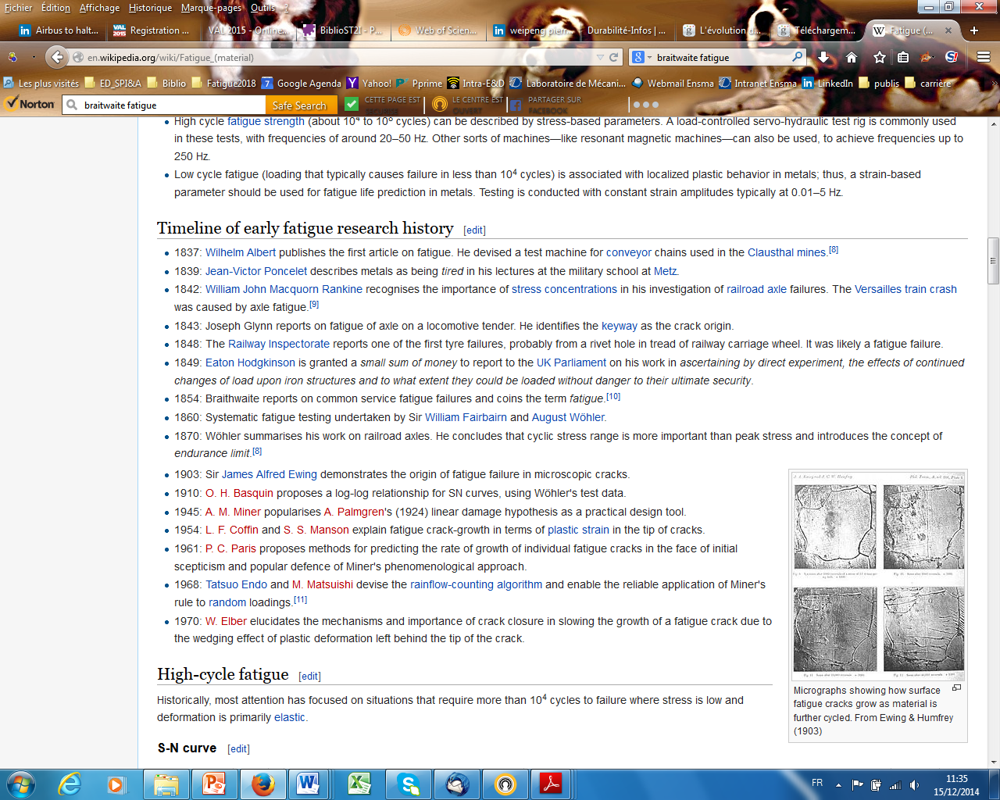 Fichier Édition Affichage Historique Marque-pages Outils ?
Airbus to halt... Registration ... VAL 2015 - Online... BiblioST2I - P... Web of Scien... weipeng pierr... Durabilité-Infos | ... L'évolution d... Téléchargem... Fatigue (...
en.wikipedia.org/wiki/Fatigue_(material) braitwaite fatigue
Les plus visités ED_SPI&A Biblio Fatigue2018 Google Agenda Yahoo! Pprime Intra-E&D Laboratoire de Mécani... Webmail Ensma Intranet Ensma LinkedIn publis carrière
Norton braitwaite fatigue Safe Search CETTE PAGE EST LE CENTRE EST OUVERT PARTAGER SUR FACEBOOK
High cycle fatigue strength (about 10⁴ to 10⁸ cycles) can be described by stress-based parameters. A load-controlled servo-hydraulic test rig is commonly used
in these tests, with frequencies of around 20–50 Hz. Other sorts of machines—like resonant magnetic machines—can also be used, to achieve frequencies up to
250 Hz.
Low cycle fatigue (loading that typically causes failure in less than 10⁴ cycles) is associated with localized plastic behavior in metals; thus, a strain-based
parameter should be used for fatigue life prediction in metals. Testing is conducted with constant strain amplitudes typically at 0.01–5 Hz.
Timeline of early fatigue research history [edit]
1837: Wilhelm Albert publishes the first article on fatigue. He devised a test machine for conveyor chains used in the Clausthal mines.[8]
1839: Jean-Victor Poncelet describes metals as being tired in his lectures at the military school at Metz.
1842: William John Macquorn Rankine recognises the importance of stress concentrations in his investigation of railroad axle failures. The Versailles train crash
was caused by axle fatigue.[9]
1843: Joseph Glynn reports on fatigue of axle on a locomotive tender. He identifies the keyway as the crack origin.
1848: The Railway Inspectorate reports one of the first tyre failures, probably from a rivet hole in tread of railway carriage wheel. It was likely a fatigue failure.
1849: Eaton Hodgkinson is granted a small sum of money to report to the UK Parliament on his work in ascertaining by direct experiment, the effects of continued
changes of load upon iron structures and to what extent they could be loaded without danger to their ultimate security.
1854: Braithwaite reports on common service fatigue failures and coins the term fatigue.[10]
1860: Systematic fatigue testing undertaken by Sir William Fairbairn and August Wöhler.
1870: Wöhler summarises his work on railroad axles. He concludes that cyclic stress range is more important than peak stress and introduces the concept of
endurance limit.[8]
1903: Sir James Alfred Ewing demonstrates the origin of fatigue failure in microscopic cracks.
1910: O. H. Basquin proposes a log-log relationship for SN curves, using Wöhler's test data.
1945: A. M. Miner popularises A. Palmgren's (1924) linear damage hypothesis as a practical design tool.
1954: L. F. Coffin and S. S. Manson explain fatigue crack-growth in terms of plastic strain in the tip of cracks.
1961: P. C. Paris proposes methods for predicting the rate of growth of individual fatigue cracks in the face of initial
scepticism and popular defence of Miner's phenomenological approach.
1968: Tatsuo Endo and M. Matsuishi devise the rainflow-counting algorithm and enable the reliable application of Miner's
rule to random loadings.[11]
1970: W. Elber elucidates the mechanisms and importance of crack closure in slowing the growth of a fatigue crack due to
the wedging effect of plastic deformation left behind the tip of the crack.
Micrographs showing how surface
fatigue cracks grow as material is
further cycled. From Ewing & Humfrey
(1903)
High-cycle fatigue [edit]
Historically, most attention has focused on situations that require more than 10⁴ cycles to failure where stress is low and
deformation is primarily elastic.
S-N curve [edit]
FR 11:35
15/12/2014